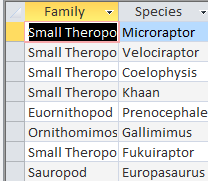 Family Species
Small Theropo Microraptor
Small Theropo Velociraptor
Small Theropo Coelophysis
Small Theropo Khaan
Euornithopod Prenocephale
Ornithomimos Gallimimus
Small Theropo Fukuiraptor
Sauropod Europasaurus